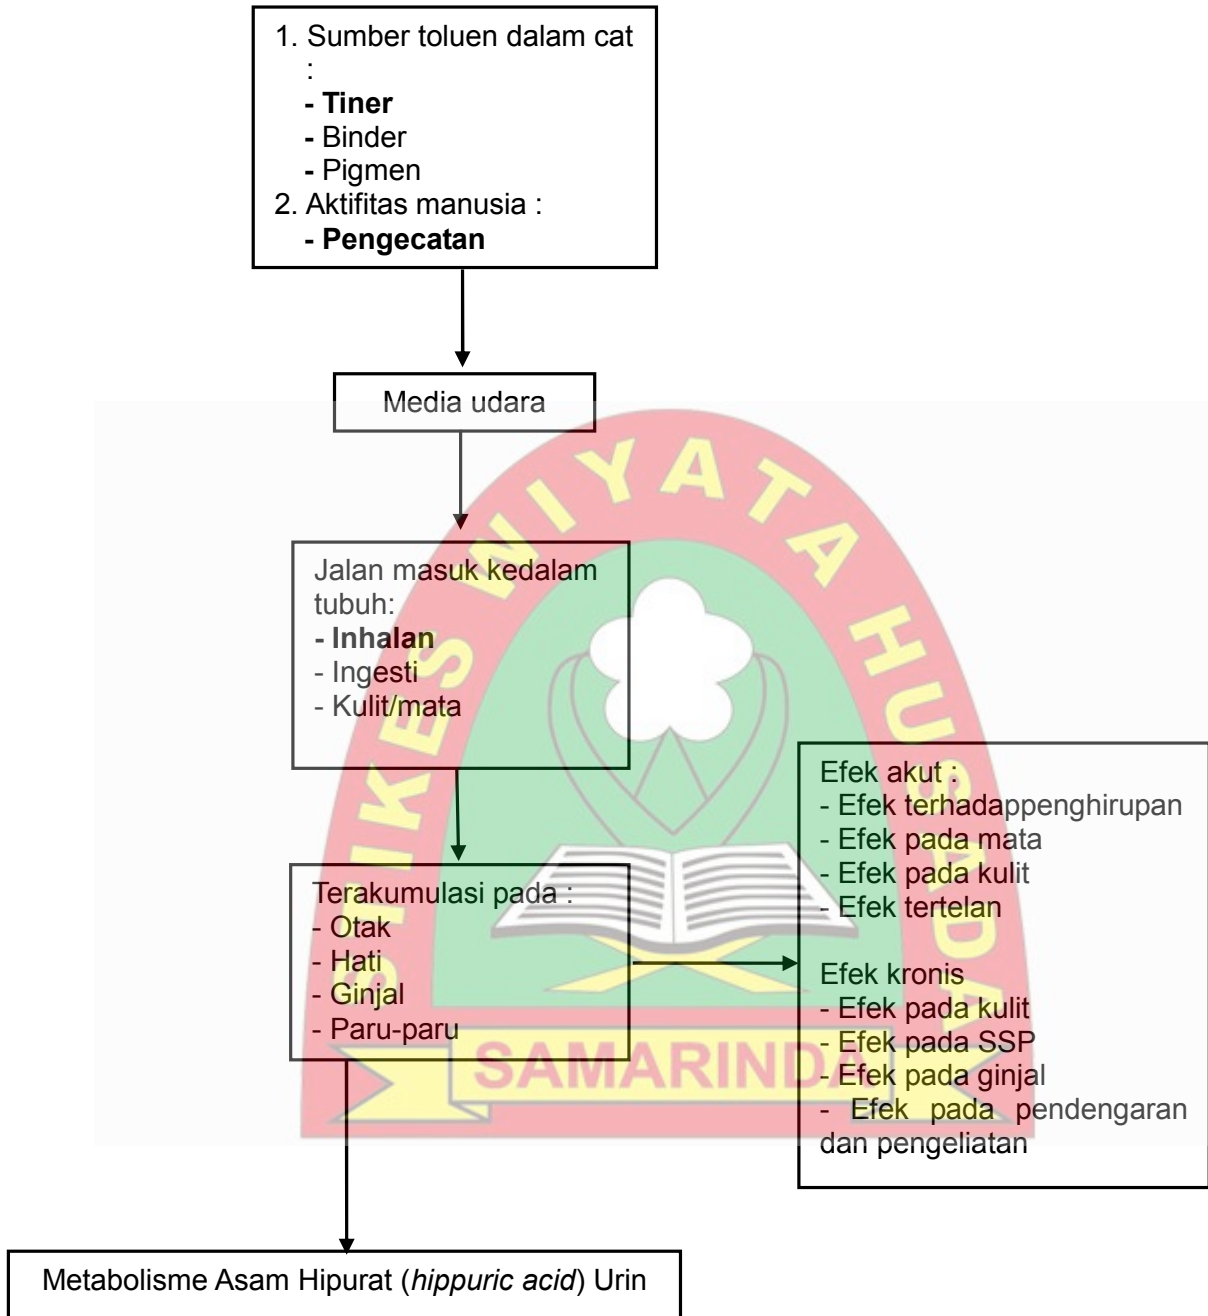 1. Sumber toluen dalam cat
:
- Tiner
- Binder
- Pigmen
2. Aktifitas manusia :
- Pengecatan
Media udara
Jalan masuk kedalam
tubuh:
- Inhalan
- Ingesti
- Kulit/mata
Terakumulasi pada :
- Otak
- Hati
- Ginjal
- Paru-paru
Efek akut :
- Efek terhadappenghirupan
- Efek pada mata
- Efek pada kulit
- Efek tertelan
Efek kronis
- Efek pada kulit
- Efek pada SSP
- Efek pada ginjal
- Efek pada pendengaran
dan pengeliatan
Metabolisme Asam Hipurat (hippuric acid) Urin
STIKES WIYATA HUSADA
SAMARINDA